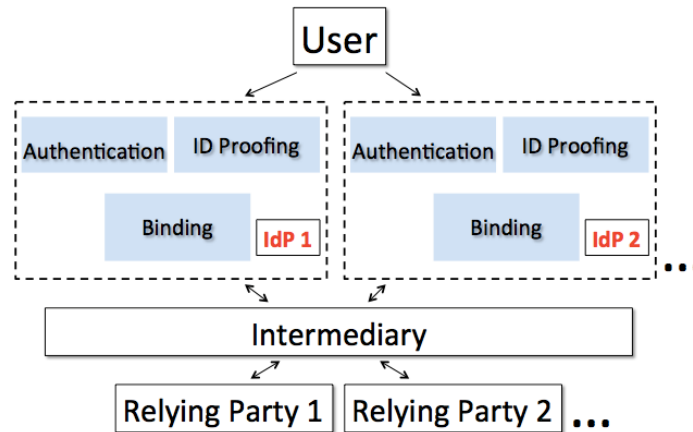 User
Authentication
ID Proofing
Binding
IdP 1
Authentication
ID Proofing
Binding
IdP 2
...
Intermediary
Relying Party 1
Relying Party 2
...